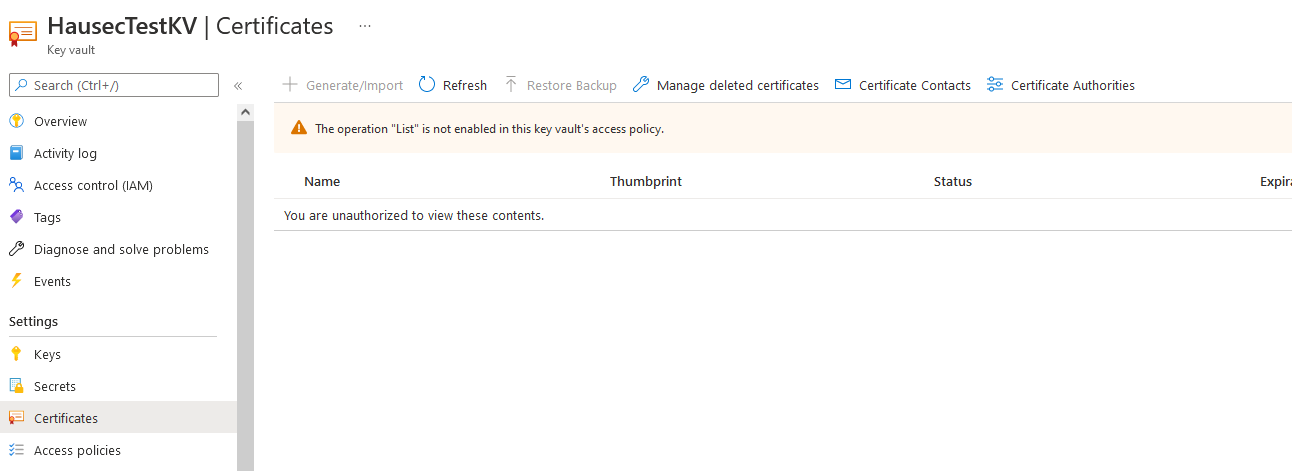 HausecTestKV | Certificates ...
Key vault
Search (Ctrl+/)
«
Generate/Import Refresh Restore Backup Manage deleted certificates Certificate Contacts Certificate Authorities
The operation "List" is not enabled in this key vault's access policy.
Name Thumbprint Status Expira
You are unauthorized to view these contents.
Overview
Activity log
Access control (IAM)
Tags
Diagnose and solve problems
Events
Settings
Keys
Secrets
Certificates
Access policies